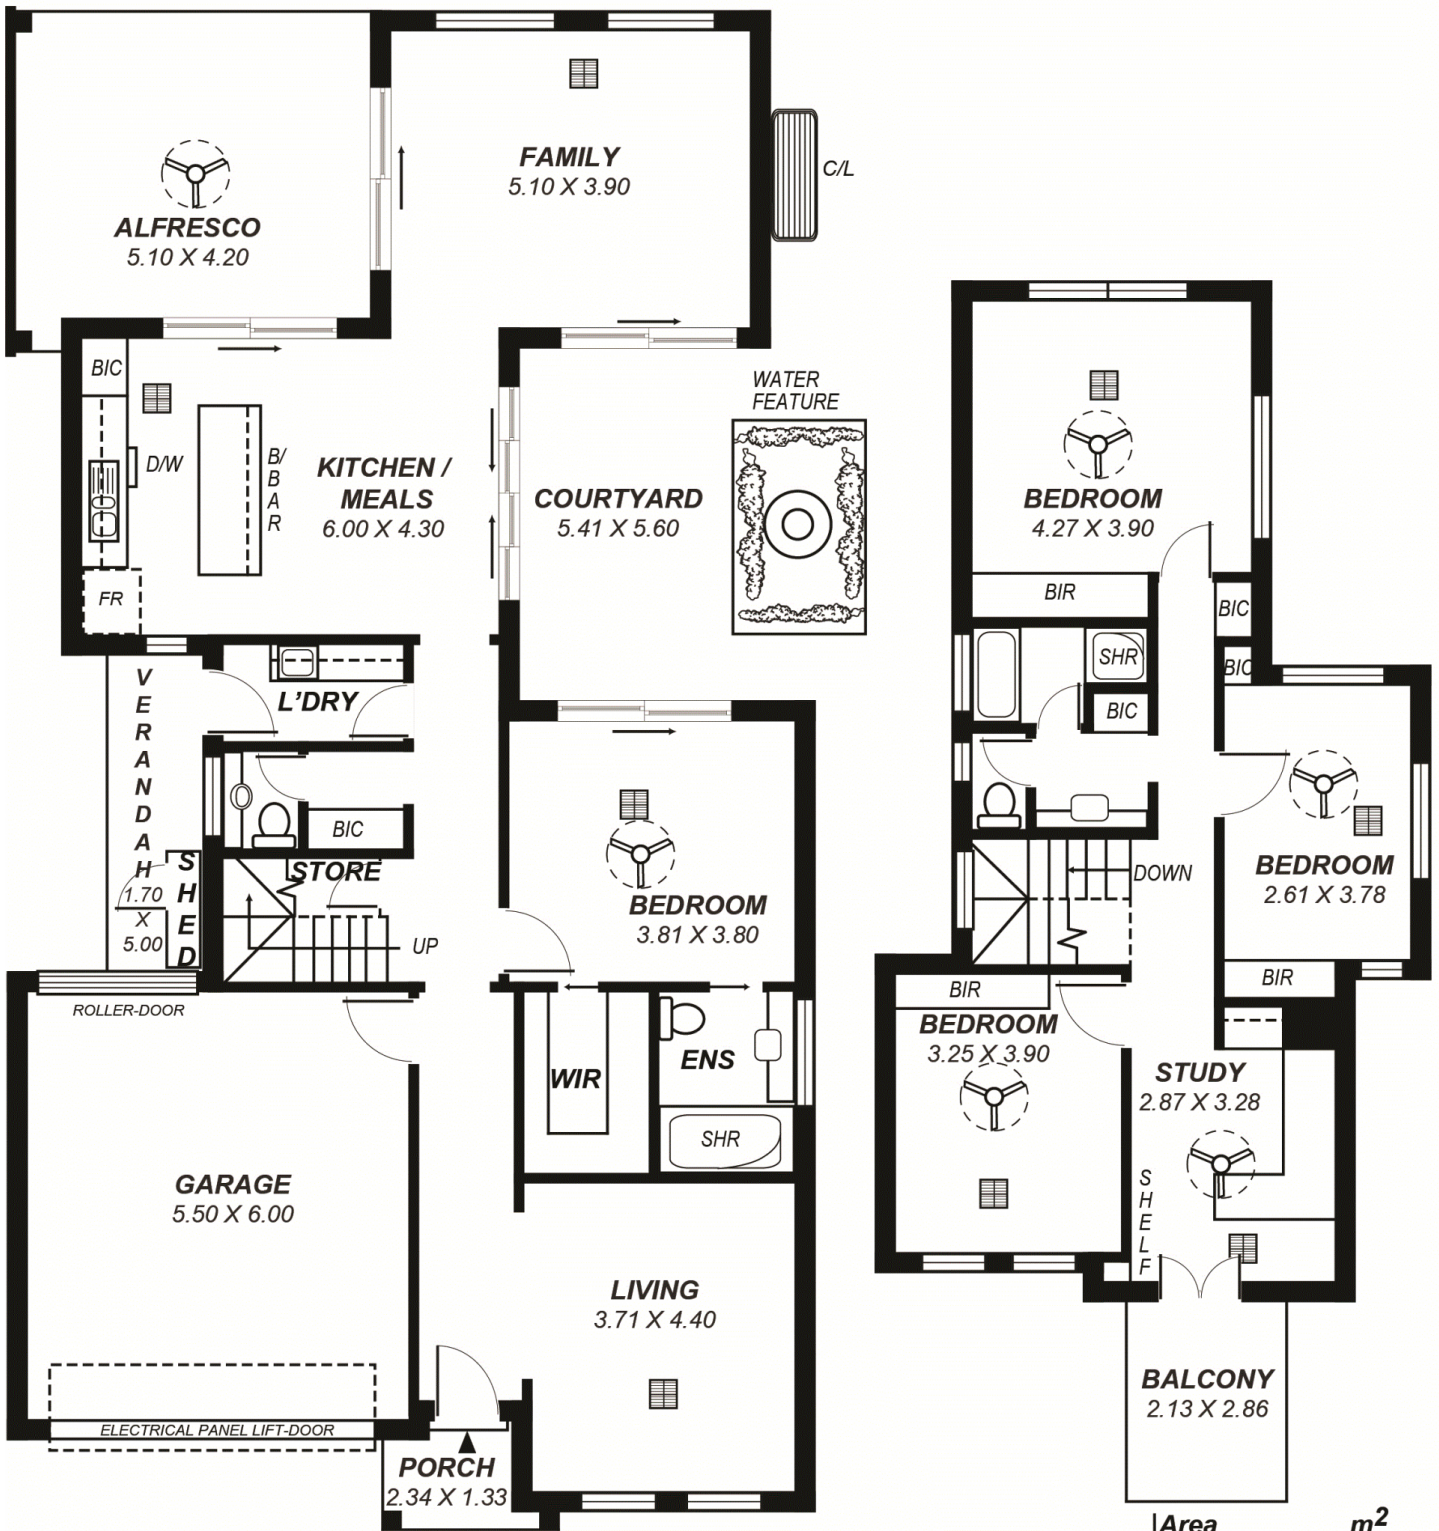 FAMILY
5.10 X 3.90
C/L
ALFRESCO
5.10 X 4.20
BIC
D/W
B/
BAR
FR
KITCHEN /
MEALS
6.00 X 4.30
COURTYARD
5.41 X 5.60
WATER
FEATURE
VERANDAH
1.70
X
5.00
L'DRY
BIC
SHED
STORE
UP
BEDROOM
3.81 X 3.80
ROLLER-DOOR
WIR
ENS
SHR
GARAGE
5.50 X 6.00
LIVING
3.71 X 4.40
ELECTRICAL PANEL LIFT-DOOR
PORCH
2.34 X 1.33
BEDROOM
4.27 X 3.90
BIR
BIC
SHR
BIC
BIC
DOWN
BEDROOM
2.61 X 3.78
BIR
BIR
BEDROOM
3.25 X 3.90
STUDY
2.87 X 3.28
SHELF
BALCONY
2.13 X 2.86
Area m²